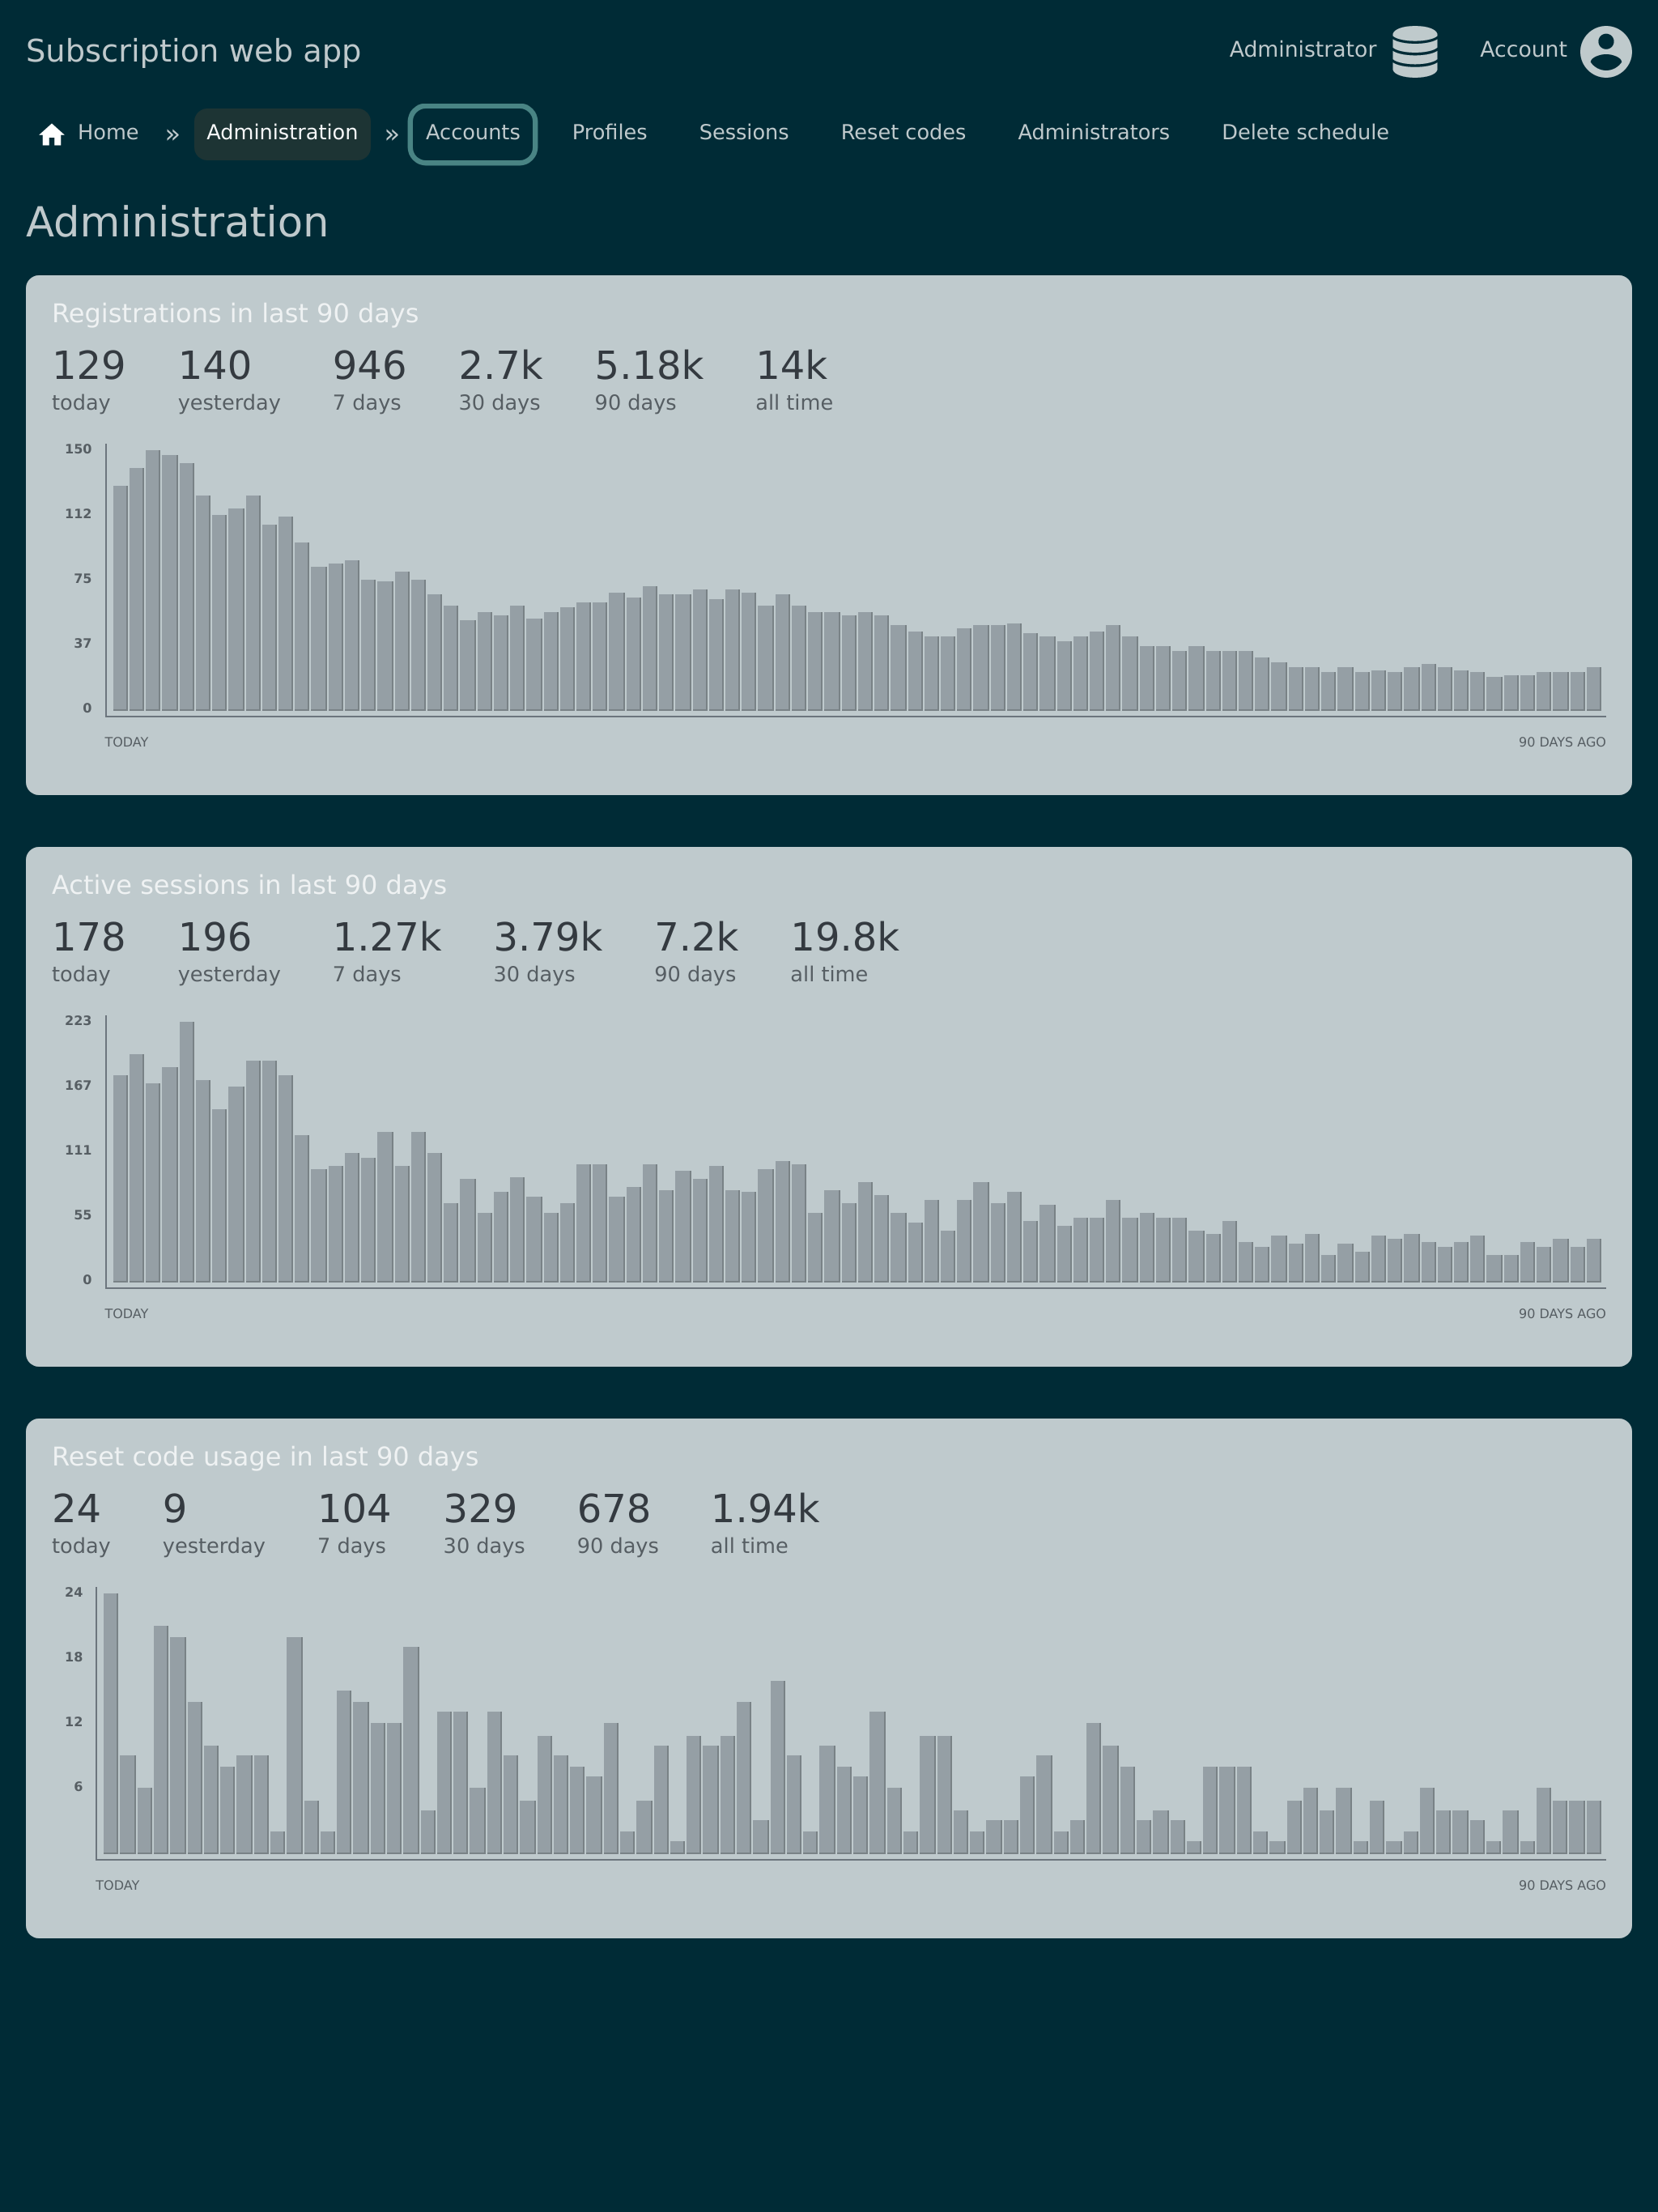 Subscription web app
Administrator
Account
Home » Administration » Accounts Profiles Sessions Reset codes Administrators Delete schedule
Administration
Registrations in last 90 days
129 140 946 2.7k 5.18k 14k
today yesterday 7 days 30 days 90 days all time
150
112
75
37
0
TODAY 90 DAYS AGO
Active sessions in last 90 days
178 196 1.27k 3.79k 7.2k 19.8k
today yesterday 7 days 30 days 90 days all time
223
167
111
55
0
TODAY 90 DAYS AGO
Reset code usage in last 90 days
24 9 104 329 678 1.94k
today yesterday 7 days 30 days 90 days all time
24
18
12
6
TODAY 90 DAYS AGO